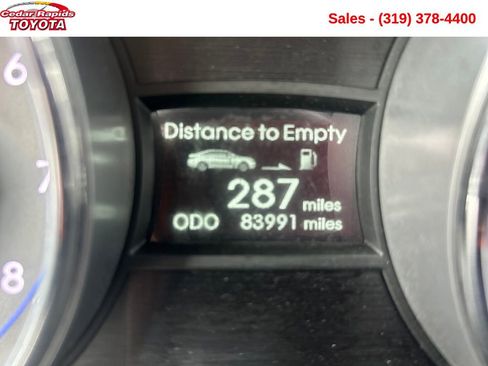 Cedar Rapids
TOYOTA
Sales - (319) 378-4400
6
7
8
Distance to Empty
287 miles
ODO 83991 miles